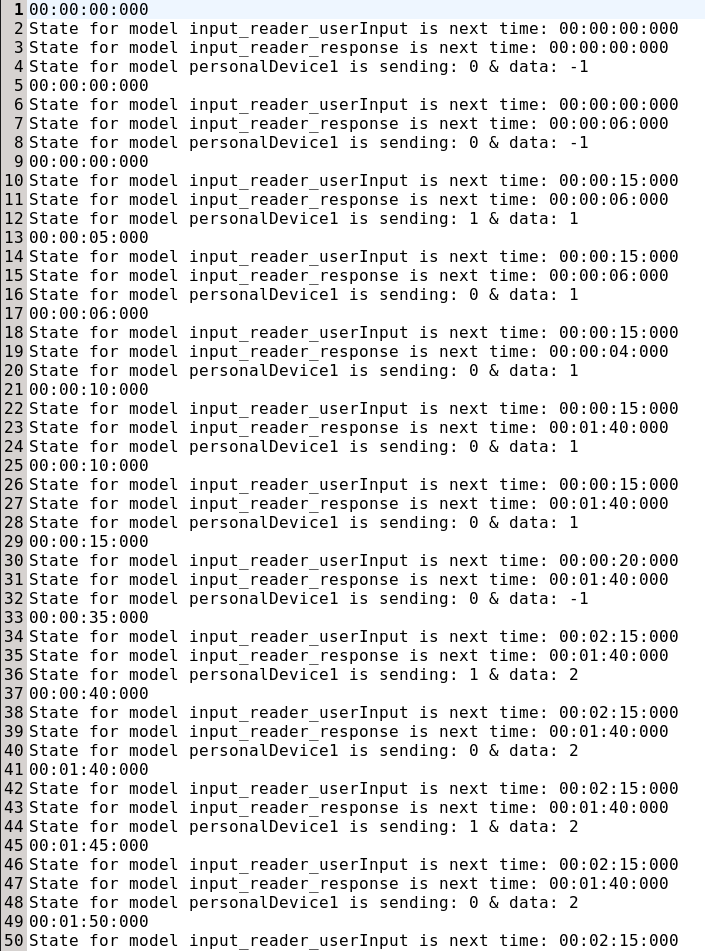 1 00:00:00:000
2 State for model input_reader_userInput is next time: 00:00:00:000
3 State for model input_reader_response is next time: 00:00:00:000
4 State for model personalDevice1 is sending: 0 & data: -1
5 00:00:00:000
6 State for model input_reader_userInput is next time: 00:00:00:000
7 State for model input_reader_response is next time: 00:00:06:000
8 State for model personalDevice1 is sending: 0 & data: -1
9 00:00:00:000
10 State for model input_reader_userInput is next time: 00:00:15:000
11 State for model input_reader_response is next time: 00:00:06:000
12 State for model personalDevice1 is sending: 1 & data: 1
13 00:00:05:000
14 State for model input_reader_userInput is next time: 00:00:15:000
15 State for model input_reader_response is next time: 00:00:06:000
16 State for model personalDevice1 is sending: 0 & data: 1
17 00:00:06:000
18 State for model input_reader_userInput is next time: 00:00:15:000
19 State for model input_reader_response is next time: 00:00:04:000
20 State for model personalDevice1 is sending: 0 & data: 1
21 00:00:10:000
22 State for model input_reader_userInput is next time: 00:00:15:000
23 State for model input_reader_response is next time: 00:01:40:000
24 State for model personalDevice1 is sending: 0 & data: 1
25 00:00:10:000
26 State for model input_reader_userInput is next time: 00:00:15:000
27 State for model input_reader_response is next time: 00:01:40:000
28 State for model personalDevice1 is sending: 0 & data: 1
29 00:00:15:000
30 State for model input_reader_userInput is next time: 00:00:20:000
31 State for model input_reader_response is next time: 00:01:40:000
32 State for model personalDevice1 is sending: 0 & data: -1
33 00:00:35:000
34 State for model input_reader_userInput is next time: 00:02:15:000
35 State for model input_reader_response is next time: 00:01:40:000
36 State for model personalDevice1 is sending: 1 & data: 2
37 00:00:40:000
38 State for model input_reader_userInput is next time: 00:02:15:000
39 State for model input_reader_response is next time: 00:01:40:000
40 State for model personalDevice1 is sending: 0 & data: 2
41 00:01:40:000
42 State for model input_reader_userInput is next time: 00:02:15:000
43 State for model input_reader_response is next time: 00:01:40:000
44 State for model personalDevice1 is sending: 1 & data: 2
45 00:01:45:000
46 State for model input_reader_userInput is next time: 00:02:15:000
47 State for model input_reader_response is next time: 00:01:40:000
48 State for model personalDevice1 is sending: 0 & data: 2
49 00:01:50:000
50 State for model input_reader_userInput is next time: 00:02:15:000